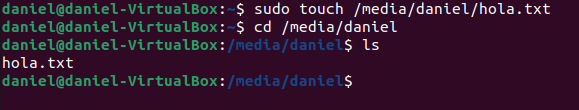 daniel@daniel-VirtualBox:~$ sudo touch /media/daniel/hola.txt
daniel@daniel-VirtualBox:~$ cd /media/daniel
daniel@daniel-VirtualBox:/media/daniel$ ls
hola.txt
daniel@daniel-VirtualBox:/media/daniel$